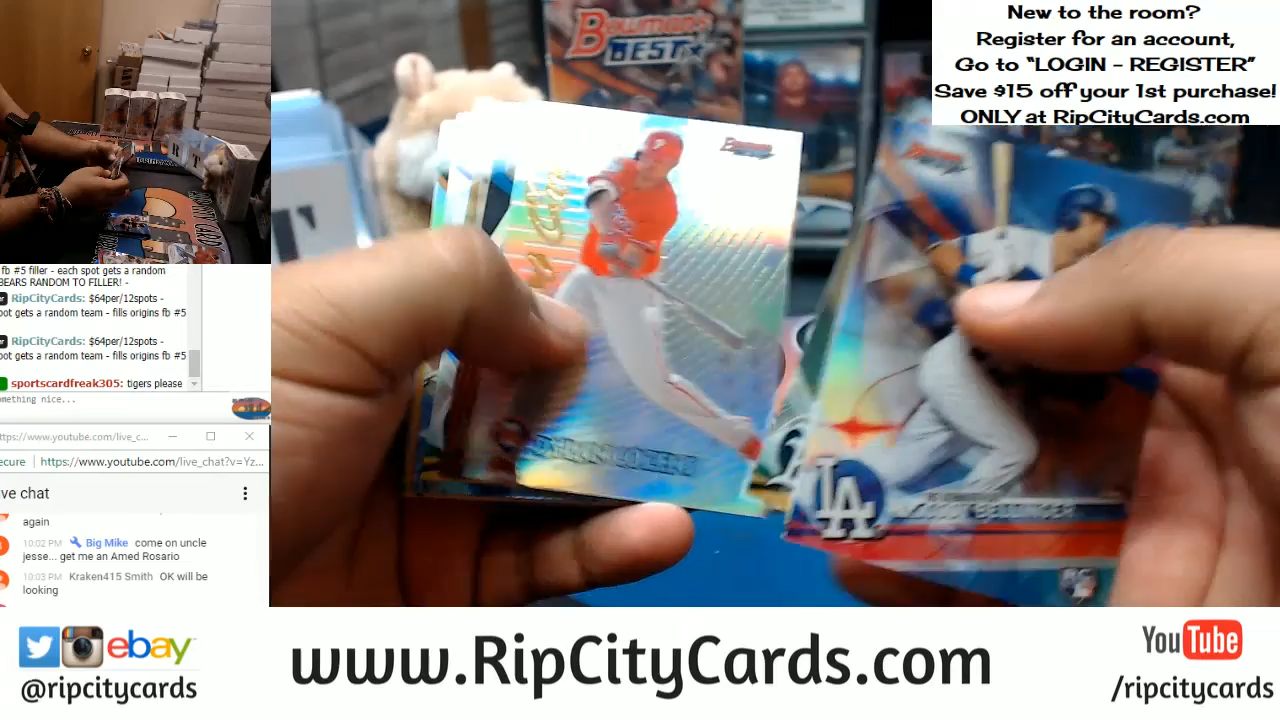 New to the room?
Register for an account,
Go to “LOGIN - REGISTER”
Save $15 off your 1st purchase!
ONLY at RipCityCards.com
Bowman's
BEST
Bowman's
LA
CODY BELLINGER
fb #5 filler - each spot gets a random
BEARS RANDOM TO FILLER! -
RipCityCards: $64per/12spots -
ot gets a random team - fills origins fb #5
RipCityCards: $64per/12spots -
ot gets a random team - fills origins fb #5
sportscardfreak305: tigers please
omething nice...
ttps://www.youtube.com/live_c...
ecure
https://www.youtube.com/live_chat?v=Yz...
ve chat
again
10:02 PM Big Mike come on uncle
jesse... get me an Amed Rosario
10:03 PM Kraken415 Smith OK will be
looking
ebay
@ripcitycards
www.RipCityCards.com
YouTube
/ripcitycards